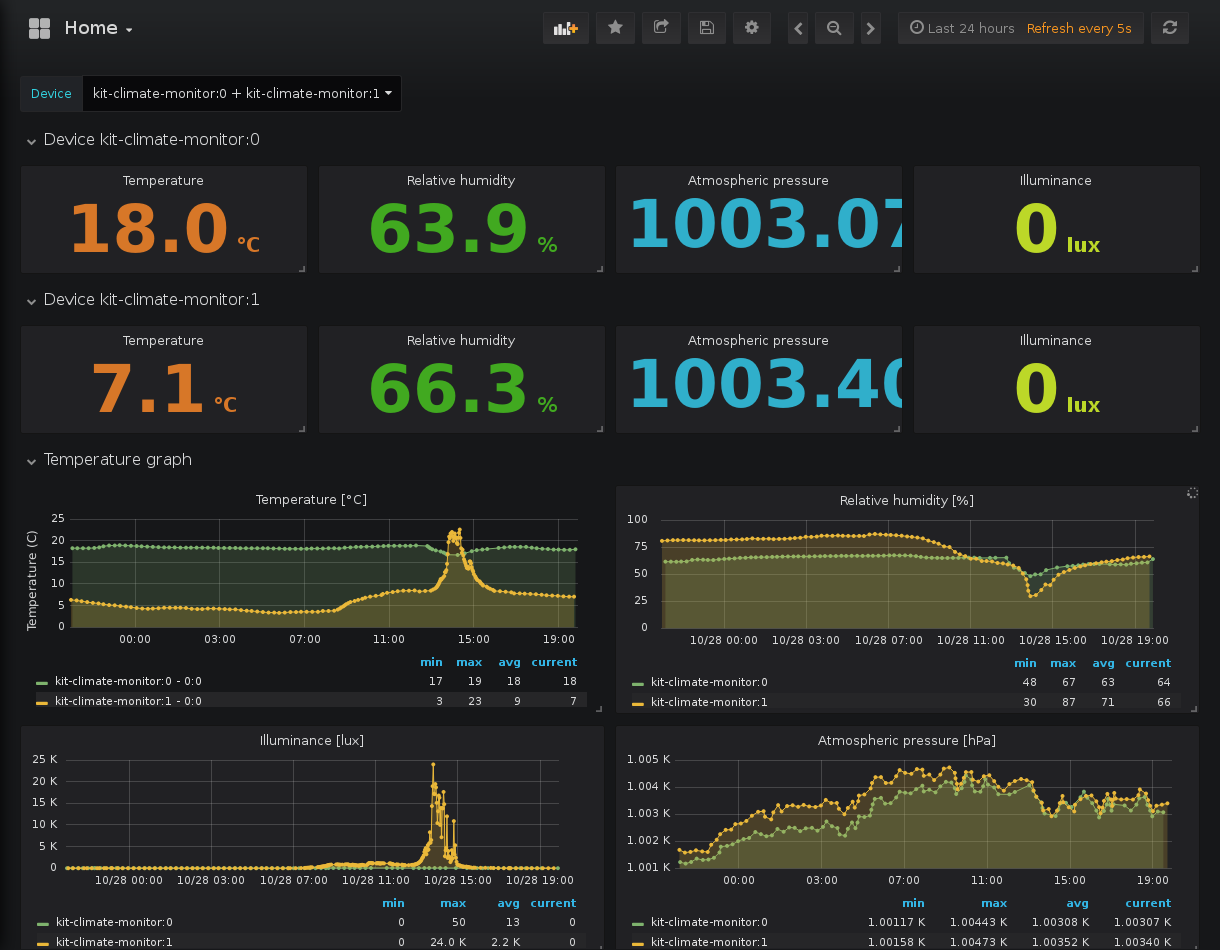 Home
Last 24 hours Refresh every 5s
Device kit-climate-monitor:0 + kit-climate-monitor:1
Device kit-climate-monitor:0
Temperature Relative humidity Atmospheric pressure Illuminance
18.0 °C 63.9 % 1003.07 0 lux
Device kit-climate-monitor:1
Temperature Relative humidity Atmospheric pressure Illuminance
7.1 °C 66.3 % 1003.40 0 lux
Temperature graph
Temperature [°C]
Temperature (C)
25
20
15
10
5
0
00:00 03:00 07:00 11:00 15:00 19:00
min max avg current
kit-climate-monitor:0 - 0:0 17 19 18 18
kit-climate-monitor:1 - 0:0 3 23 9 7
Relative humidity [%]
100
75
50
25
0
10/28 00:00 10/28 03:00 10/28 07:00 10/28 11:00 10/28 15:00 10/28 19:00
min max avg current
kit-climate-monitor:0 48 67 63 64
kit-climate-monitor:1 30 87 71 66
Illuminance [lux]
25 K
20 K
15 K
10 K
5 K
0
10/28 00:00 10/28 03:00 10/28 07:00 10/28 11:00 10/28 15:00 10/28 19:00
min max avg current
kit-climate-monitor:0 0 50 13 0
kit-climate-monitor:1 0 24.0 K 2.2 K 0
Atmospheric pressure [hPa]
1.005 K
1.004 K
1.003 K
1.002 K
1.001 K
00:00 03:00 07:00 11:00 15:00 19:00
min max avg current
kit-climate-monitor:0 1.00117 K 1.00443 K 1.00308 K 1.00307 K
kit-climate-monitor:1 1.00158 K 1.00473 K 1.00352 K 1.00340 K